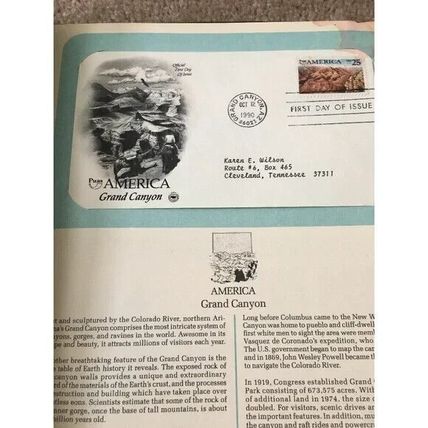 Official
First Day
Of Issue
AMERICA
25
GRAND CANYON, AZ
OCT 12
1990
86023
FIRST DAY OF ISSUE
Karen E. Wilson
Route #6, Box 465
Cleveland, Tennessee 37311
PUAS
AMERICA
Grand Canyon
AMERICA
Grand Canyon
and sculptured by the Colorado River, northern Ari-
Grand Canyon comprises the most intricate system of
gorges, and ravines in the world. Awesome in its
and beauty, it attracts millions of visitors each year.
breathtaking feature of the Grand Canyon is the
table of Earth history it reveals. The exposed rock of
canyon walls provides a unique and extraordinary
of the materials of the Earth's crust, and the processes
and building which have taken place over
eons. Scientists estimate that some of the rock of
gorge, once the base of tall mountains, is about
years old.
Long before Columbus came to the New W
Canyon was home to pueblo and cliff-dwell
first white men to sight the area were mem
Vasquez de Coronado's expedition, who
The U.S. government began to map the can
and in 1869, John Wesley Powell became th
to navigate the Colorado River.
In 1919, Congress established Grand
Park consisting of 673,575 acres. With
of additional land in 1974, the size
doubled. For visitors, scenic drives an
the important features. In addition, mu
the canyon and raft rides and powerbo